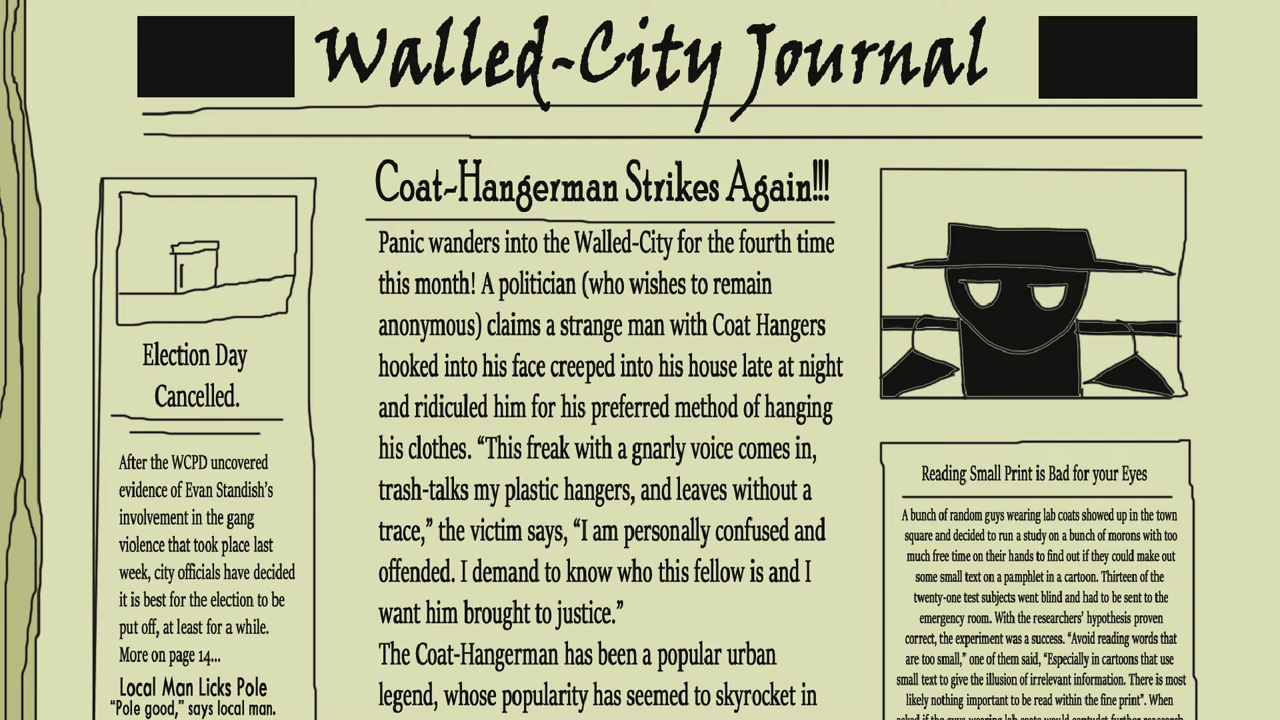 Walled-City Journal
Election Day
Cancelled.
After the WCPD uncovered
evidence of Evan Standish's
involvement in the gang
violence that took place last
week, city officials have decided
it is best for the election to be
put off, at least for a while.
More on page 14...
Local Man Licks Pole
"Pole good," says local man.
Coat-Hangerman Strikes Again!!!
Panic wanders into the Walled-City for the fourth time
this month! A politician (who wishes to remain
anonymous) claims a strange man with Coat Hangers
hooked into his face creeped into his house late at night
and ridiculed him for his preferred method of hanging
his clothes. “This freak with a gnarly voice comes in,
trash-talks my plastic hangers, and leaves without a
trace,” the victim says, “I am personally confused and
offended. I demand to know who this fellow is and I
want him brought to justice.”
The Coat-Hangerman has been a popular urban
legend, whose popularity has seemed to skyrocket in
Reading Small Print is Bad for your Eyes
A bunch of random guys wearing lab coats showed up in the town
square and decided to run a study on a bunch of morons with too
much free time on their hands to find out if they could make out
some small text on a pamphlet in a cartoon. Thirteen of the
twenty-one test subjects went blind and had to be sent to the
emergency room. With the researchers’ hypothesis proven
correct, the experiment was a success. “Avoid reading words that
are too small,” one of them said, “Especially in cartoons that use
small text to give the illusion of irrelevant information. There is most
likely nothing important to be read within the fine print”. When
asked if the guys wearing lab coats would contudct further research